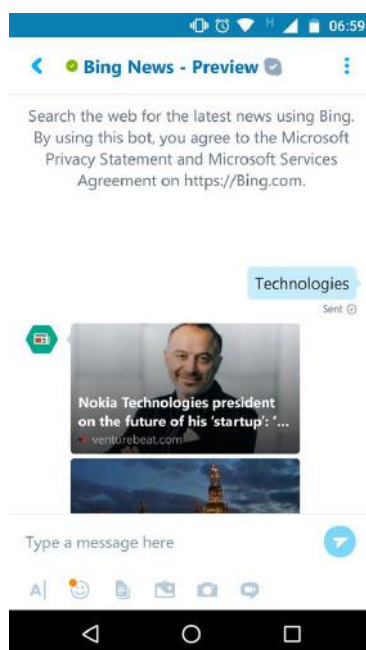 H 06:59
Bing News - Preview
Search the web for the latest news using Bing.
By using this bot, you agree to the Microsoft
Privacy Statement and Microsoft Services
Agreement on https://Bing.com.
Technologies
Sent
Nokia Technologies president
on the future of his 'startup': '...
venturebeat.com
Type a message here
A|